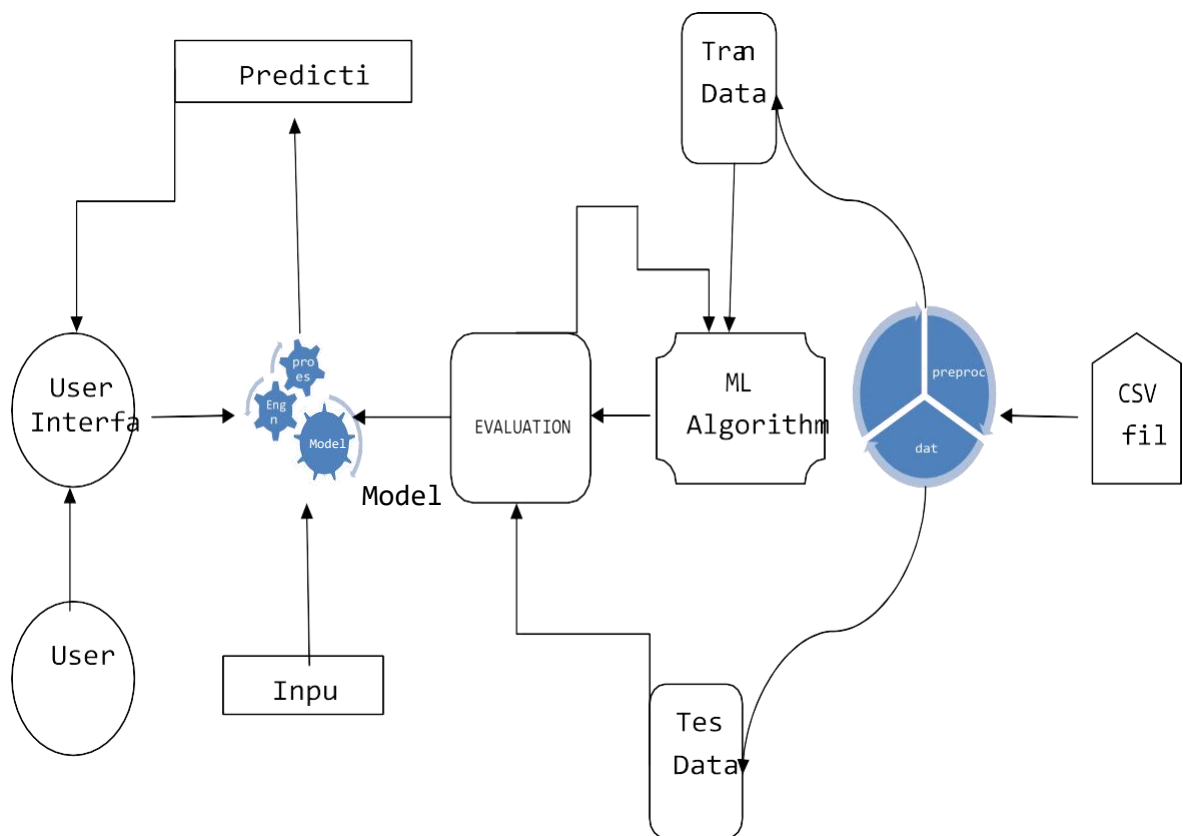 Tran
Data
Predicti
pro
es
Eng
n
Model
Model
User
Interfa
EVALUATION
ML
Algorithm
preproc
dat
CSV
fil
User
Inpu
Tes
Data